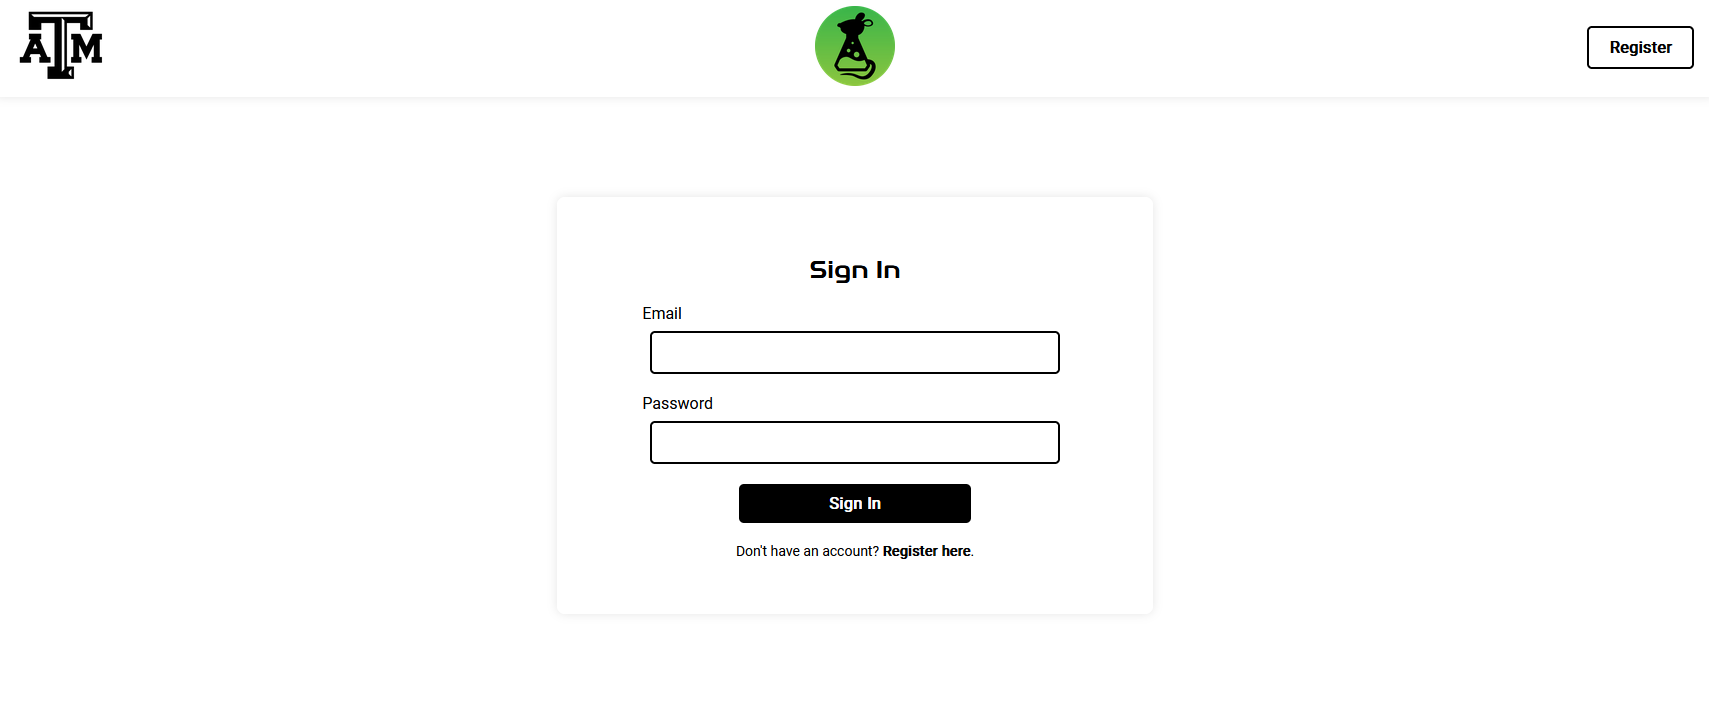 ATM
Register
Sign In
Email
Password
Sign In
Don't have an account? Register here.